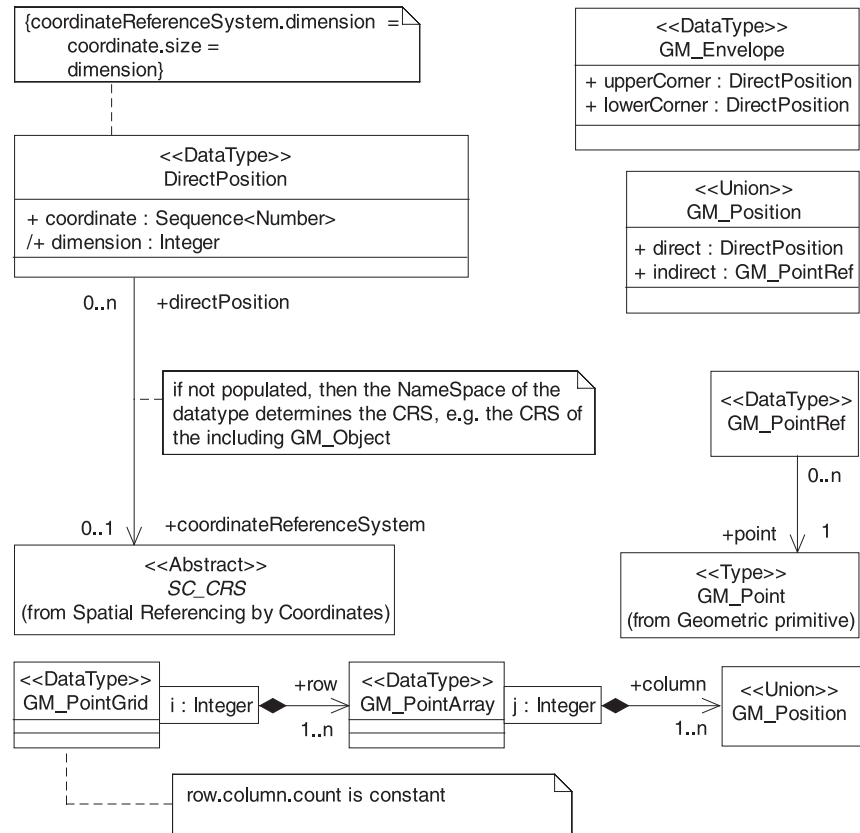 {coordinateReferenceSystem.dimension =
coordinate.size =
dimension}
<<DataType>>
DirectPosition
+ coordinate : Sequence<Number>
/+ dimension : Integer
0..n
+directPosition
if not populated, then the NameSpace of the
datatype determines the CRS, e.g. the CRS of
the including GM_Object
0..1
+coordinateReferenceSystem
<<Abstract>>
SC_CRS
(from Spatial Referencing by Coordinates)
<<DataType>>
GM_Envelope
+ upperCorner : DirectPosition
+ lowerCorner : DirectPosition
<<Union>>
GM_Position
+ direct : DirectPosition
+ indirect : GM_PointRef
<<DataType>>
GM_PointRef
0..n
+point
1
<<Type>>
GM_Point
(from Geometric primitive)
<<DataType>>
GM_PointGrid
i : Integer
+row
1..n
<<DataType>>
GM_PointArray
j : Integer
+column
1..n
<<Union>>
GM_Position
row.column.count is constant